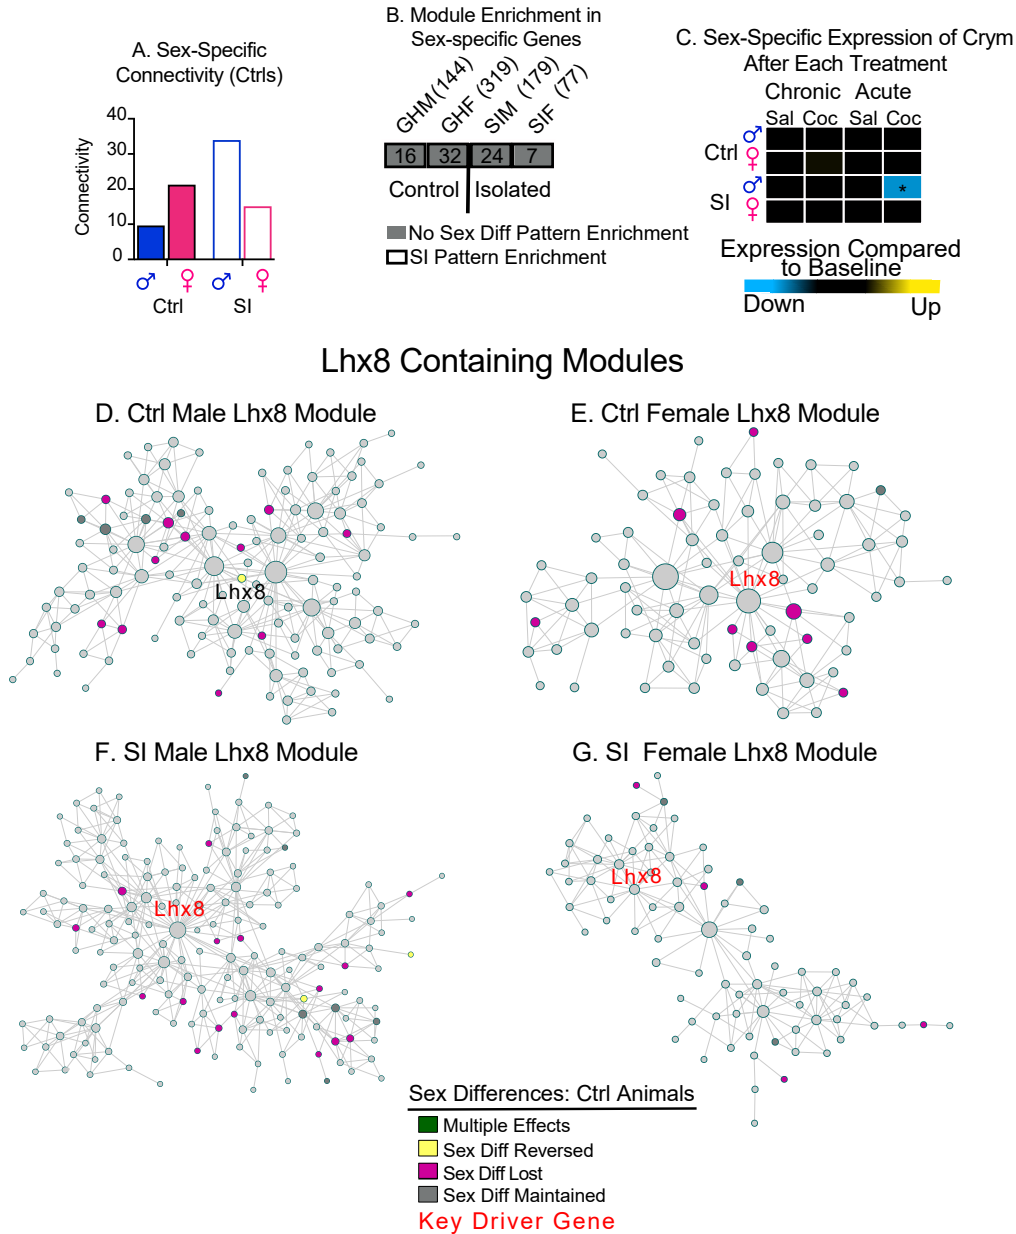 A. Sex-Specific
Connectivity (Ctrls)
40
30
20
10
0
Connectivity
♂ ♀ ♂ ♀
Ctrl SI
B. Module Enrichment in
Sex-specific Genes
GHM (144) GHF (319) SIM (179) SIF (77)
16 32 24 7
Control Isolated
No Sex Diff Pattern Enrichment
SI Pattern Enrichment
C. Sex-Specific Expression of Crym
After Each Treatment
Chronic Acute
Sal Coc Sal Coc
Ctrl ♂ ♀
SI ♂ ♀
*
Expression Compared
to Baseline
Down Up
Lhx8 Containing Modules
D. Ctrl Male Lhx8 Module
Lhx8
E. Ctrl Female Lhx8 Module
Lhx8
F. SI Male Lhx8 Module
Lhx8
G. SI Female Lhx8 Module
Lhx8
Sex Differences: Ctrl Animals
Multiple Effects
Sex Diff Reversed
Sex Diff Lost
Sex Diff Maintained
Key Driver Gene